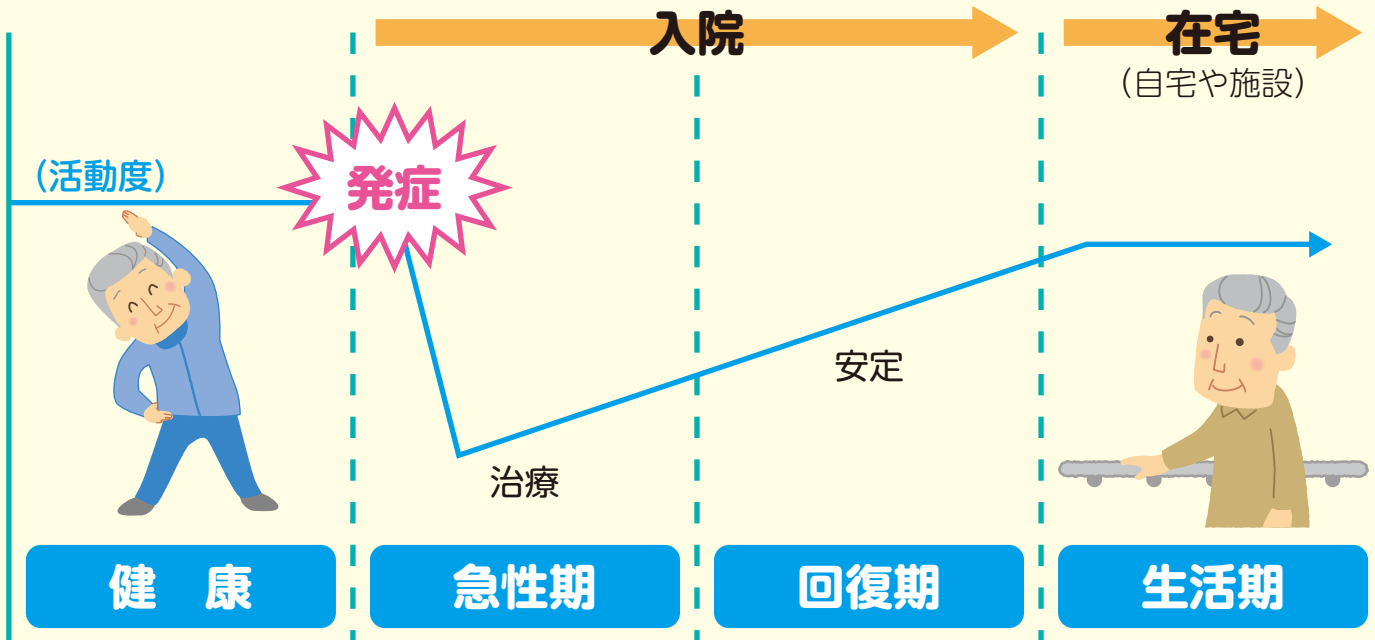 入院
在宅
（自宅や施設）
（活動度）
発症
安定
治療
健　康
急性期
回復期
生活期